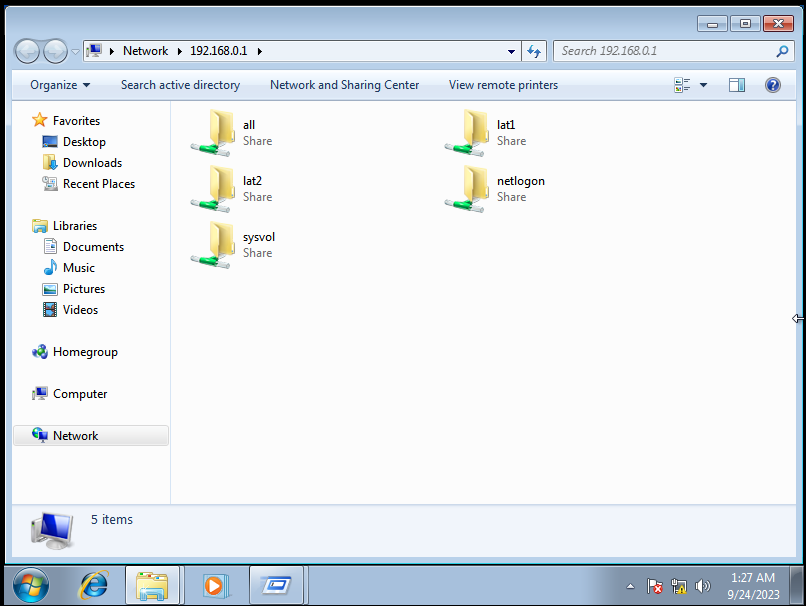 Network 192.168.0.1
Search 192.168.0.1
Organize Search active directory Network and Sharing Center View remote printers
Favorites
Desktop
Downloads
Recent Places
Libraries
Documents
Music
Pictures
Videos
Homegroup
Computer
Network
all
Share
lat1
Share
lat2
Share
netlogon
Share
sysvol
Share
5 items
1:27 AM
9/24/2023